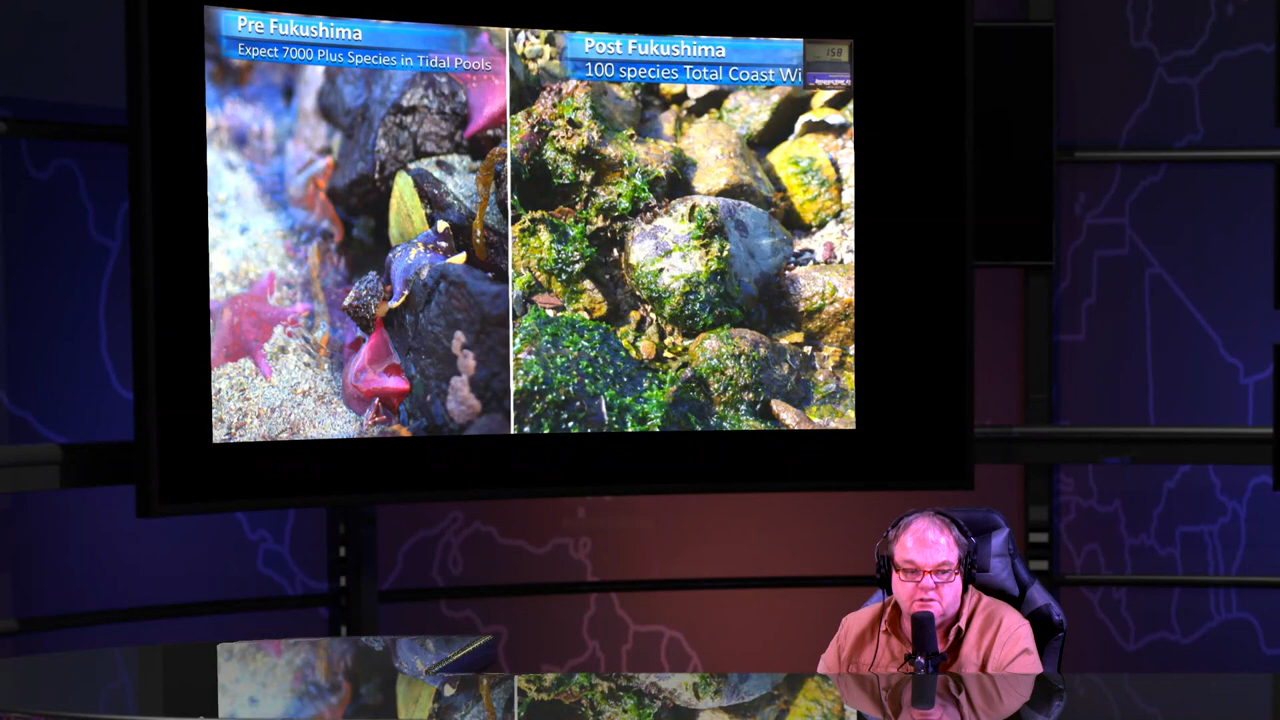 Pre Fukushima
Expect 7000 Plus Species in Tidal Pools
Post Fukushima
100 species Total Coast Wi
158